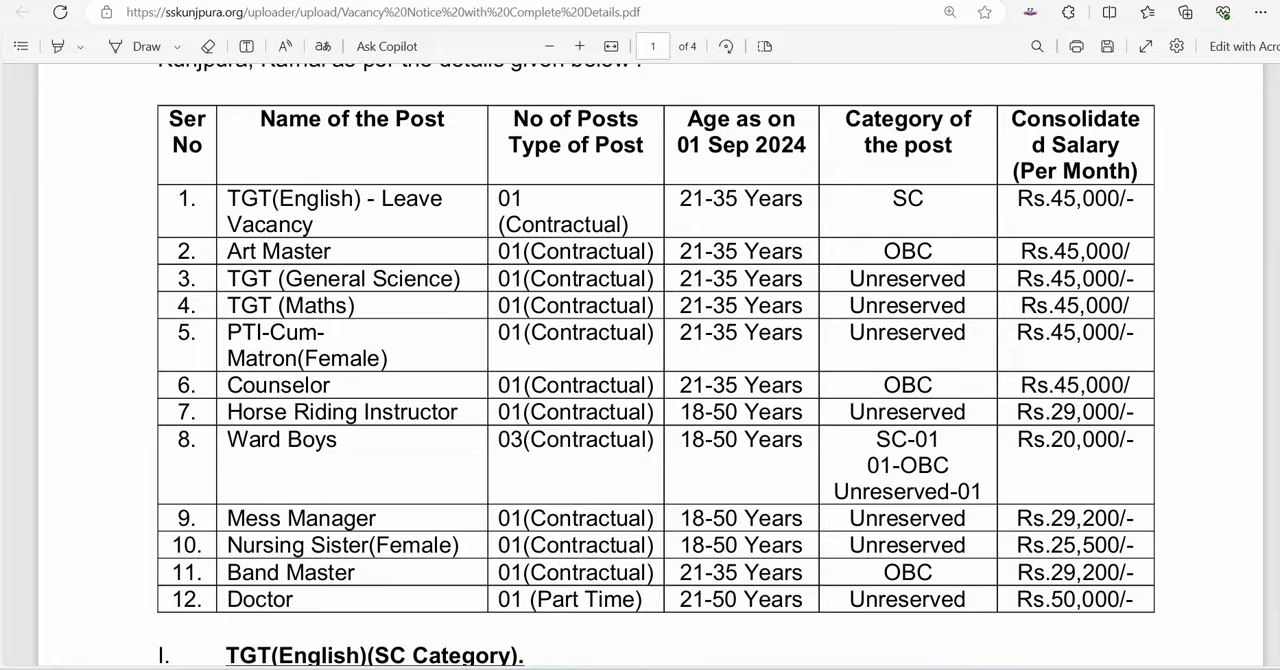 https://sskunjpura.org/uploader/upload/Vacancy%20Notice%20with%20Complete%20Details.pdf
Draw
Ask Copilot
1 of 4
Edit with Acro
Kunjpura, Karnal as per the details given below :
Ser No | Name of the Post | No of Posts Type of Post | Age as on 01 Sep 2024 | Category of the post | Consolidate d Salary (Per Month)
1. | TGT(English) - Leave Vacancy | 01 (Contractual) | 21-35 Years | SC | Rs.45,000/-
2. | Art Master | 01(Contractual) | 21-35 Years | OBC | Rs.45,000/
3. | TGT (General Science) | 01(Contractual) | 21-35 Years | Unreserved | Rs.45,000/-
4. | TGT (Maths) | 01(Contractual) | 21-35 Years | Unreserved | Rs.45,000/
5. | PTI-Cum-Matron(Female) | 01(Contractual) | 21-35 Years | Unreserved | Rs.45,000/-
6. | Counselor | 01(Contractual) | 21-35 Years | OBC | Rs.45,000/
7. | Horse Riding Instructor | 01(Contractual) | 18-50 Years | Unreserved | Rs.29,000/-
8. | Ward Boys | 03(Contractual) | 18-50 Years | SC-01 01-OBC Unreserved-01 | Rs.20,000/-
9. | Mess Manager | 01(Contractual) | 18-50 Years | Unreserved | Rs.29,200/-
10. | Nursing Sister(Female) | 01(Contractual) | 18-50 Years | Unreserved | Rs.25,500/-
11. | Band Master | 01(Contractual) | 21-35 Years | OBC | Rs.29,200/-
12. | Doctor | 01 (Part Time) | 21-50 Years | Unreserved | Rs.50,000/-
I. TGT(English)(SC Category).